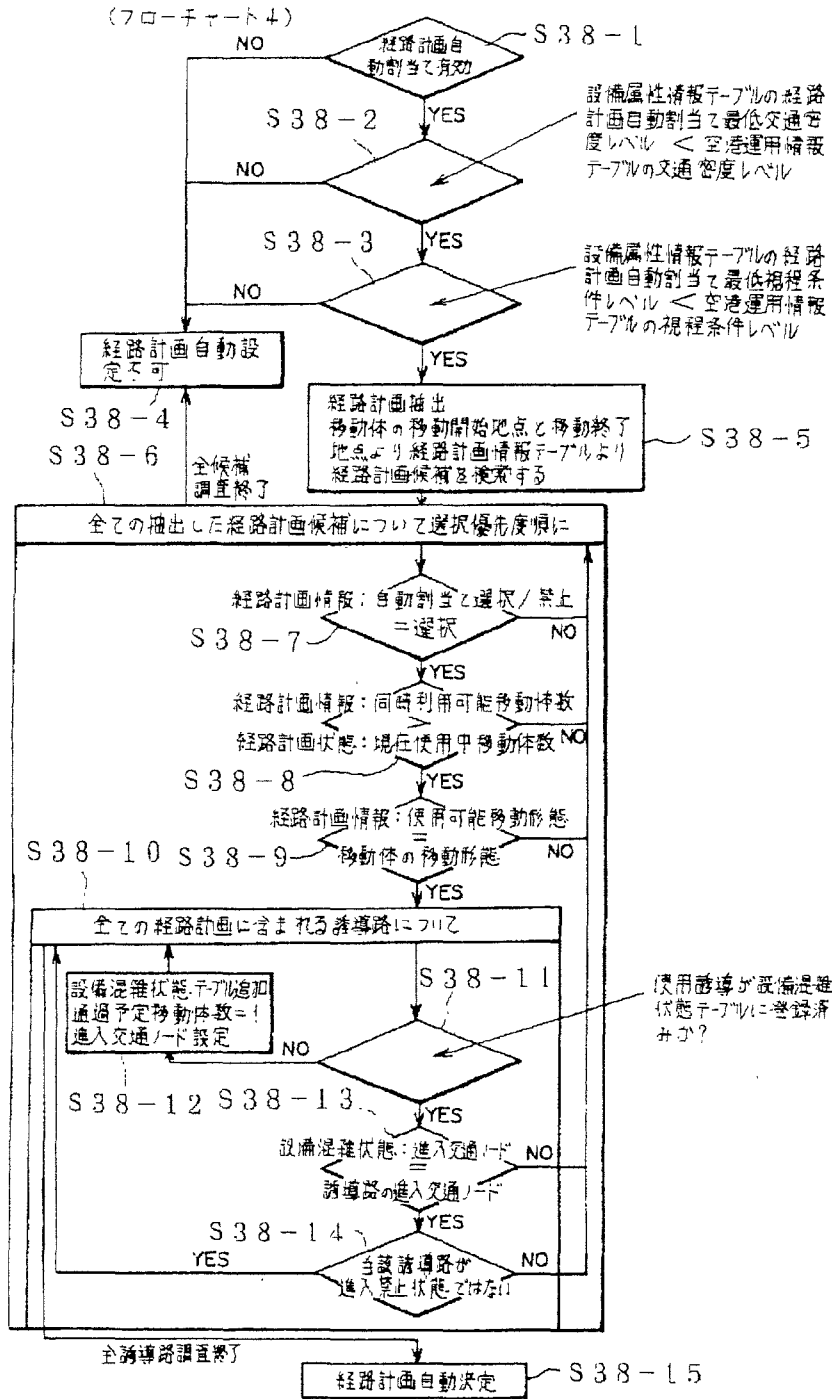 (フローチャート4)
NO
経路計画自
動割当て有効
S38-1
YES
S38-2
設備属性情報テーブルの経路
計画自動割当て最低交通密
度レベル < 空港運用情報
テーブルの交通密度レベル
NO
YES
S38-3
設備属性情報テーブルの経路
計画自動割当て最低視程条
件レベル < 空港運用情報
テーブルの視程条件レベル
NO
YES
経路計画自動設
定不可
S38-4
経路計画抽出
移動体の移動開始地点と移動終了
地点より経路計画情報テーブルより
経路計画候補を検索する
S38-5
S38-6
全候補
調査終了
全ての抽出した経路計画候補について選択優先度順に
経路計画情報:自動割当て選択/禁止
=選択
NO
S38-7
YES
経路計画情報:同時利用可能移動体数
>
経路計画状態:現在使用中移動体数
NO
S38-8
YES
経路計画情報:使用可能移動形態
=
移動体の移動形態
NO
S38-9
S38-10
YES
全ての経路計画に含まれる誘導路について
S38-11
設備混雑状態テーブル追加
通過予定移動体数=1
進入交通ノード設定
使用誘導が設備混雑
状態テーブルに登録済
みか?
NO
S38-12
S38-13
YES
設備混雑状態:進入交通ノード
=
誘導路の進入交通ノード
NO
YES
S38-14
YES
当該誘導路が
進入禁止状態ではない
NO
全誘導路調査終了
経路計画自動決定
S38-15